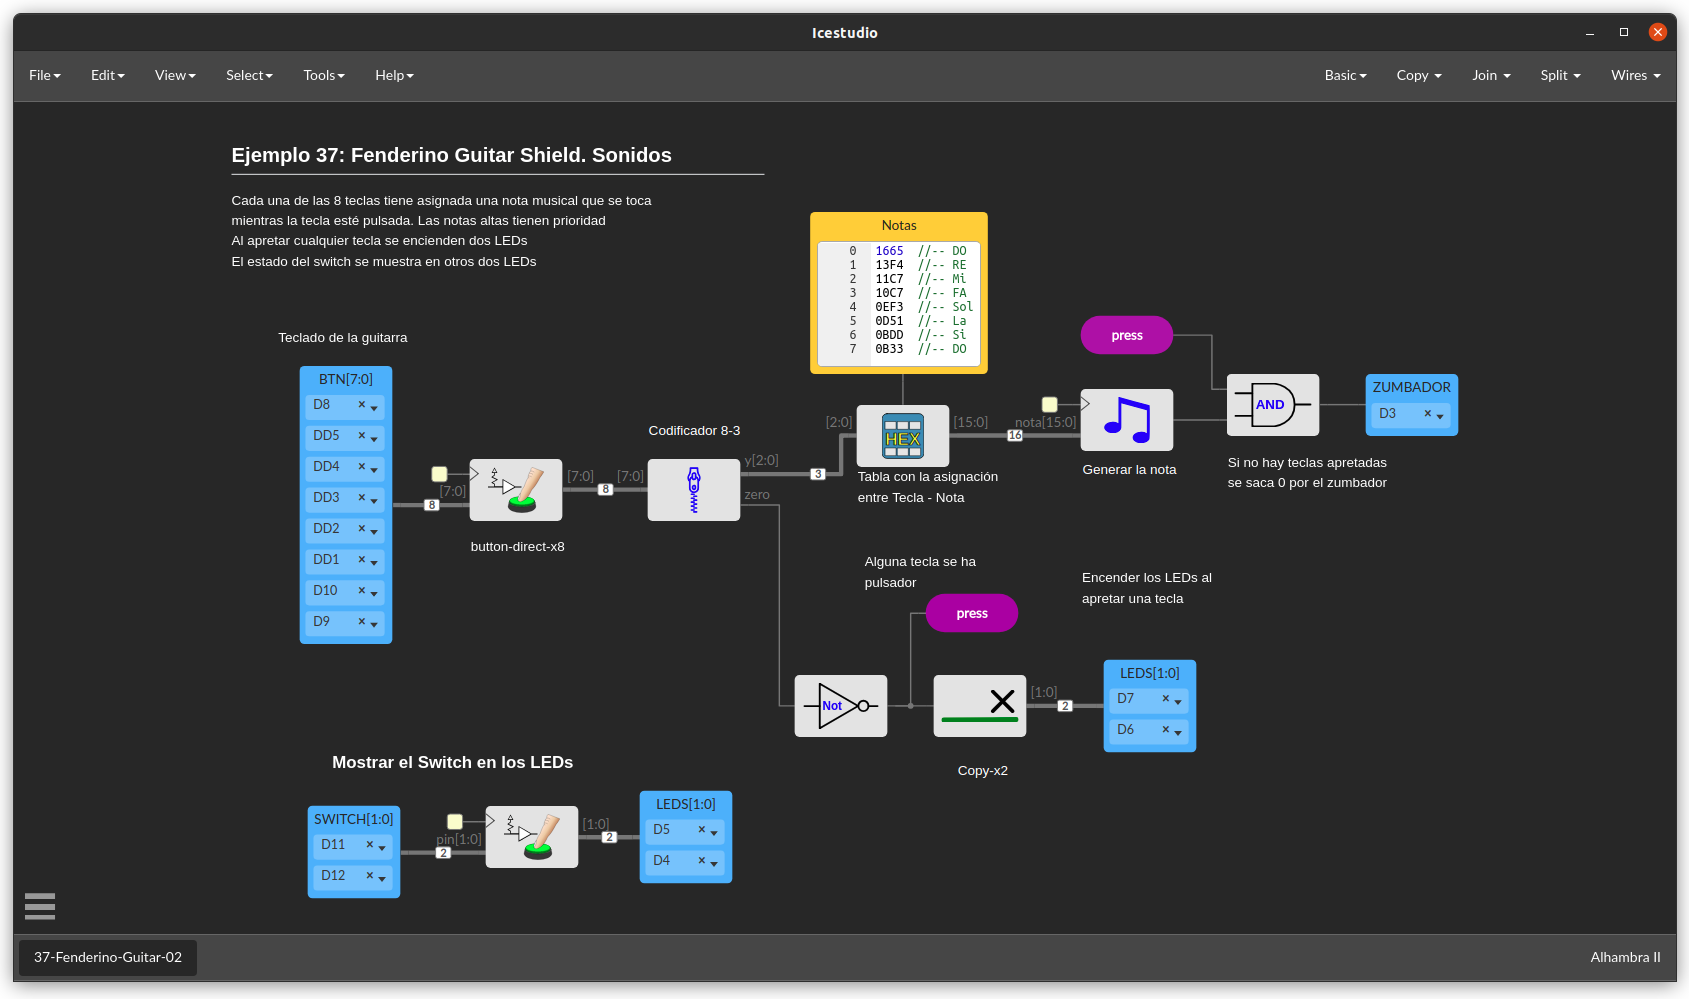 Icestudio
File
Edit
View
Select
Tools
Help
Basic
Copy
Join
Split
Wires
Ejemplo 37: Fenderino Guitar Shield. Sonidos
Cada una de las 8 teclas tiene asignada una nota musical que se toca
mientras la tecla esté pulsada. Las notas altas tienen prioridad
Al apretar cualquier tecla se encienden dos LEDs
El estado del switch se muestra en otros dos LEDs
Notas
0 1665 //-- DO
1 13F4 //-- RE
2 11C7 //-- Mi
3 10C7 //-- FA
4 0EF3 //-- Sol
5 0D51 //-- La
6 0BDD //-- Si
7 0B33 //-- DO
Teclado de la guitarra
BTN[7:0]
D8
DD5
DD4
DD3
DD2
DD1
D10
D9
[7:0]
8
button-direct-x8
[7:0]
8
[7:0]
Codificador 8-3
y[2:0]
zero
3
[2:0]
HEX
[15:0]
16
nota[15:0]
Tabla con la asignación
entre Tecla - Nota
Generar la nota
press
AND
ZUMBADOR
D3
Si no hay teclas apretadas
se saca 0 por el zumbador
Alguna tecla se ha
pulsador
press
Encender los LEDs al
apretar una tecla
Not
Copy-x2
[1:0]
2
LEDS[1:0]
D7
D6
Mostrar el Switch en los LEDs
SWITCH[1:0]
D11
D12
pin[1:0]
2
[1:0]
2
LEDS[1:0]
D5
D4
37-Fenderino-Guitar-02
Alhambra II